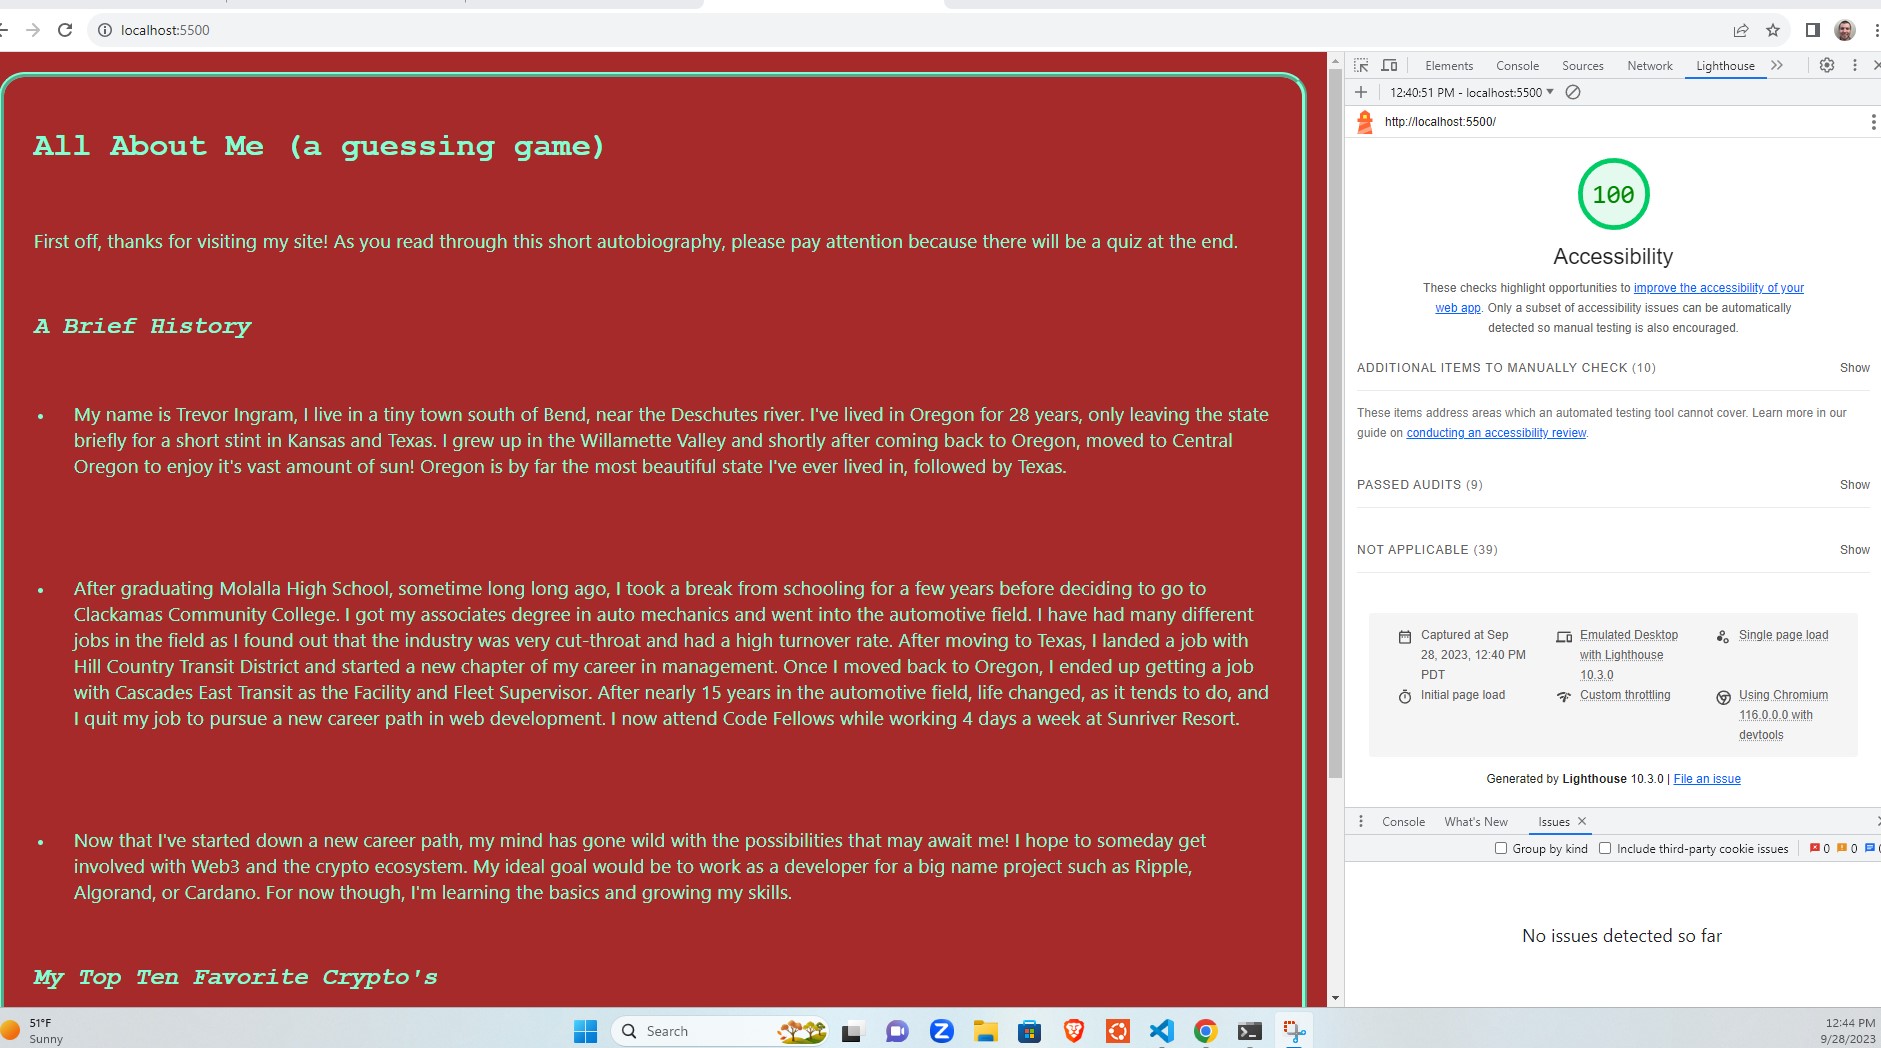 localhost:5500
Elements Console Sources Network Lighthouse
12:40:51 PM - localhost:5500
http://localhost:5500/
All About Me (a guessing game)
First off, thanks for visiting my site! As you read through this short autobiography, please pay attention because there will be a quiz at the end.
A Brief History
• My name is Trevor Ingram, I live in a tiny town south of Bend, near the Deschutes river. I've lived in Oregon for 28 years, only leaving the state
briefly for a short stint in Kansas and Texas. I grew up in the Willamette Valley and shortly after coming back to Oregon, moved to Central
Oregon to enjoy it's vast amount of sun! Oregon is by far the most beautiful state I've ever lived in, followed by Texas.
• After graduating Molalla High School, sometime long long ago, I took a break from schooling for a few years before deciding to go to
Clackamas Community College. I got my associates degree in auto mechanics and went into the automotive field. I have had many different
jobs in the field as I found out that the industry was very cut-throat and had a high turnover rate. After moving to Texas, I landed a job with
Hill Country Transit District and started a new chapter of my career in management. Once I moved back to Oregon, I ended up getting a job
with Cascades East Transit as the Facility and Fleet Supervisor. After nearly 15 years in the automotive field, life changed, as it tends to do, and
I quit my job to pursue a new career path in web development. I now attend Code Fellows while working 4 days a week at Sunriver Resort.
• Now that I've started down a new career path, my mind has gone wild with the possibilities that may await me! I hope to someday get
involved with Web3 and the crypto ecosystem. My ideal goal would be to work as a developer for a big name project such as Ripple,
Algorand, or Cardano. For now though, I'm learning the basics and growing my skills.
My Top Ten Favorite Crypto's
100
Accessibility
These checks highlight opportunities to improve the accessibility of your
web app. Only a subset of accessibility issues can be automatically
detected so manual testing is also encouraged.
ADDITIONAL ITEMS TO MANUALLY CHECK (10) Show
These items address areas which an automated testing tool cannot cover. Learn more in our
guide on conducting an accessibility review.
PASSED AUDITS (9) Show
NOT APPLICABLE (39) Show
Captured at Sep
28, 2023, 12:40 PM
PDT
Emulated Desktop
with Lighthouse
10.3.0
Single page load
Initial page load
Custom throttling
Using Chromium
116.0.0.0 with
devtools
Generated by Lighthouse 10.3.0 | File an issue
Console What's New Issues
Group by kind Include third-party cookie issues 0 0
No issues detected so far
51°F
Sunny
Search
12:44 PM
9/28/2023